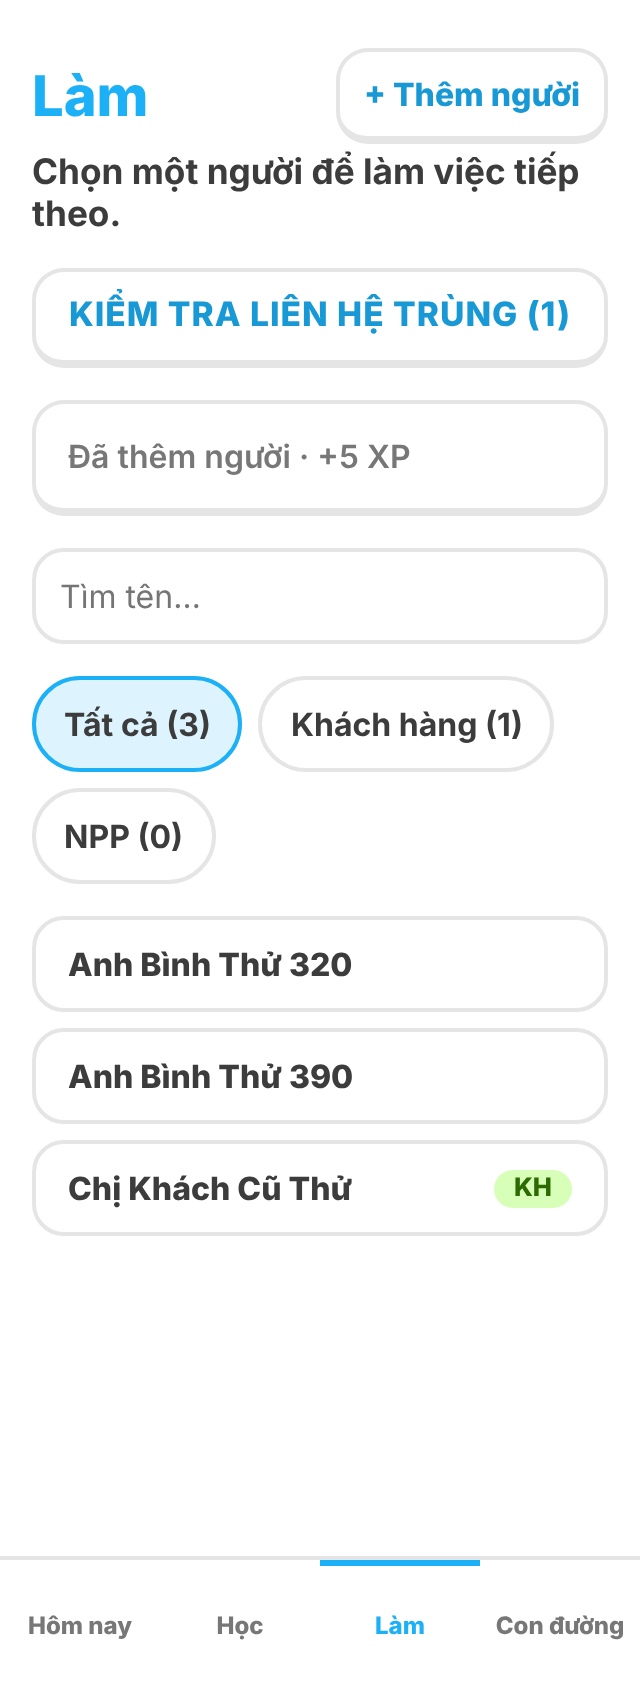 Làm
+ Thêm người
Chọn một người để làm việc tiếp
theo.
KIỂM TRA LIÊN HỆ TRÙNG (1)
Đã thêm người · +5 XP
Tìm tên...
Tất cả (3)
Khách hàng (1)
NPP (0)
Anh Bình Thử 320
Anh Bình Thử 390
Chị Khách Cũ Thử
KH
Hôm nay
Học
Làm
Con đường